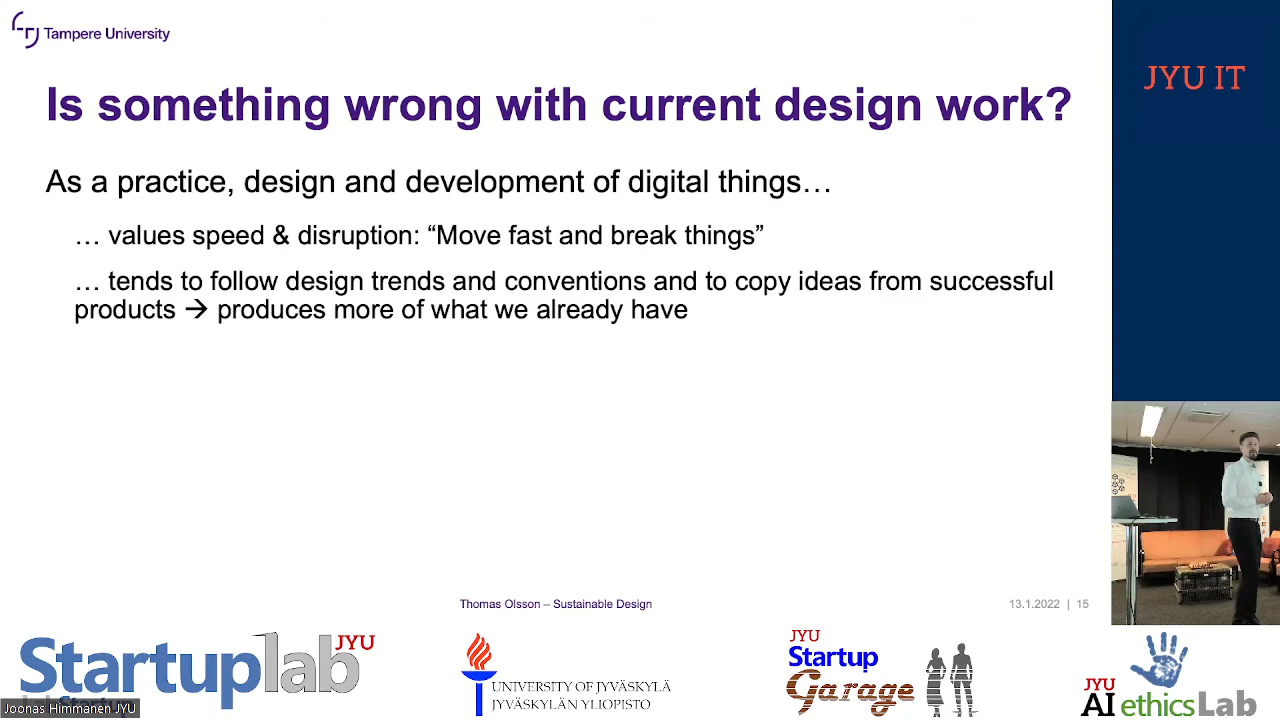 Tampere University
JYU IT
Is something wrong with current design work?
As a practice, design and development of digital things…
… values speed & disruption: “Move fast and break things”
… tends to follow design trends and conventions and to copy ideas from successful
products → produces more of what we already have
Thomas Olsson – Sustainable Design
13.1.2022 | 15
Startuplab JYU
UNIVERSITY OF JYVÄSKYLÄ
JYVÄSKYLÄN YLIOPISTO
JYU
Startup
Garage
JYU
AI ethicsLab
Joonas Himmanen JYU